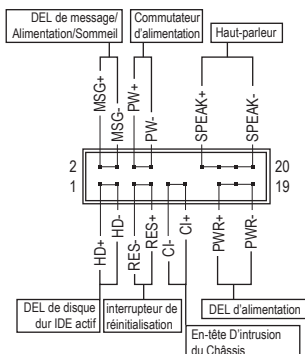 DEL de message/
Alimentation/Sommeil
Commutateur
d'alimentation
Haut-parleur
MSG+
MSG-
PW+
PW-
SPEAK+
SPEAK-
2
20
1
19
HD+
HD-
RES-
RES+
CI-
CI+
PWR+
PWR-
DEL de disque
dur IDE actif
interrupteur de
réinitialisation
DEL d'alimentation
En-tête D'intrusion
du Châssis